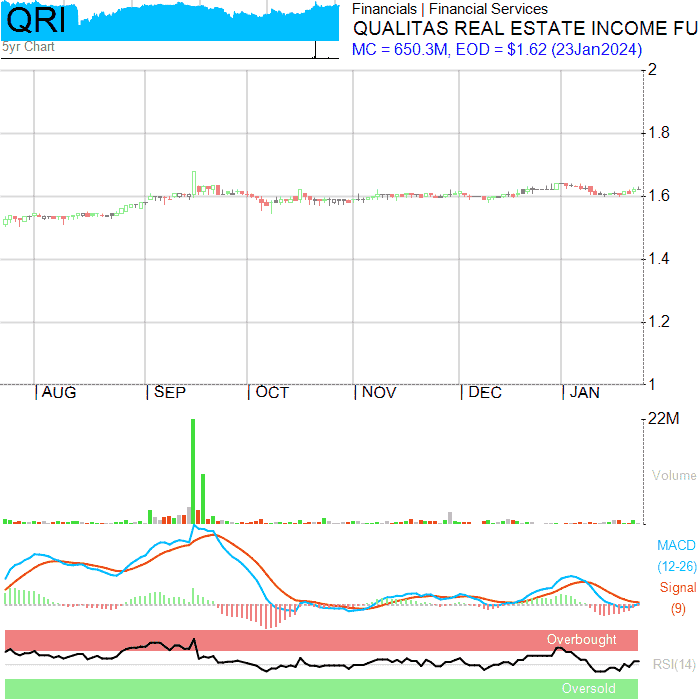 QRI
5yr Chart
Financials | Financial Services
QUALITAS REAL ESTATE INCOME FU
MC = 650.3M, EOD = $1.62 (23Jan2024)
2
1.8
1.6
1.4
1.2
1
AUG
SEP
OCT
NOV
DEC
JAN
22M
Volume
MACD
(12-26)
Signal
(9)
Overbought
RSI(14)
Oversold